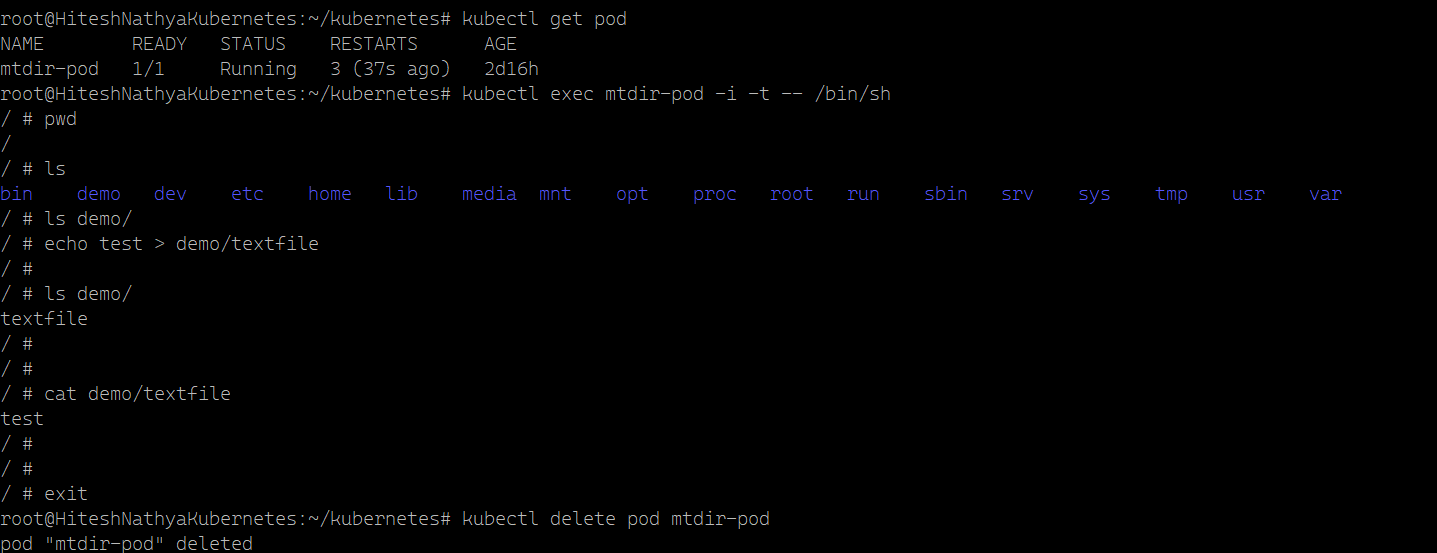 root@HiteshNathyaKubernetes:~/kubernetes# kubectl get pod
NAME        READY   STATUS    RESTARTS      AGE
mtdir-pod   1/1     Running   3 (37s ago)   2d16h
root@HiteshNathyaKubernetes:~/kubernetes# kubectl exec mtdir-pod -i -t -- /bin/sh
/ # pwd
/
/ # ls
bin    demo   dev    etc    home   lib    media  mnt    opt    proc   root   run    sbin   srv    sys    tmp    usr    var
/ # ls demo/
/ # echo test > demo/textfile
/ #
/ # ls demo/
textfile
/ #
/ #
/ # cat demo/textfile
test
/ #
/ #
/ # exit
root@HiteshNathyaKubernetes:~/kubernetes# kubectl delete pod mtdir-pod
pod "mtdir-pod" deleted